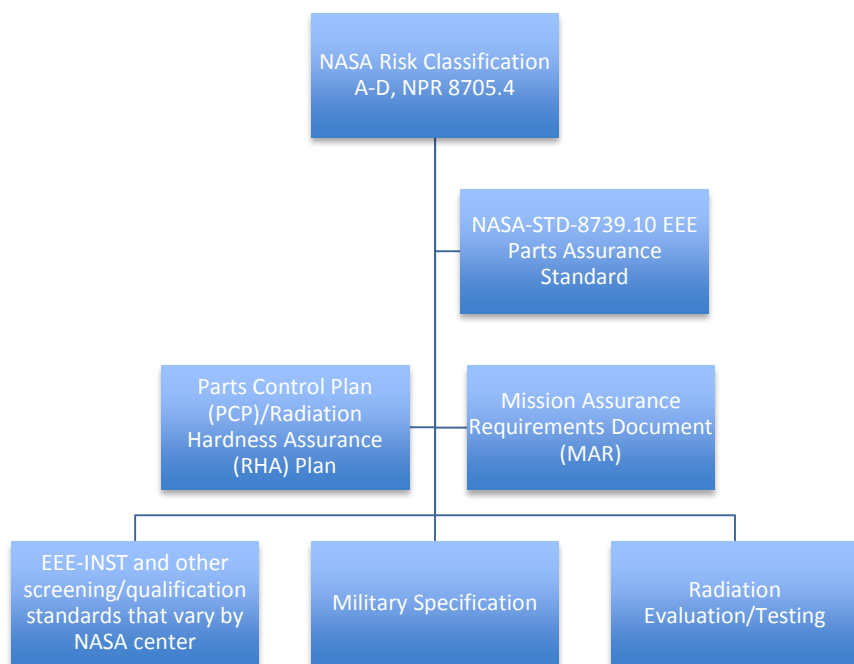 NASA Risk Classification
A-D, NPR 8705.4
NASA-STD-8739.10 EEE
Parts Assurance
Standard
Parts Control Plan
(PCP)/Radiation
Hardness Assurance
(RHA) Plan
Mission Assurance
Requirements Document
(MAR)
EEE-INST and other
screening/qualification
standards that vary by
NASA center
Military Specification
Radiation
Evaluation/Testing